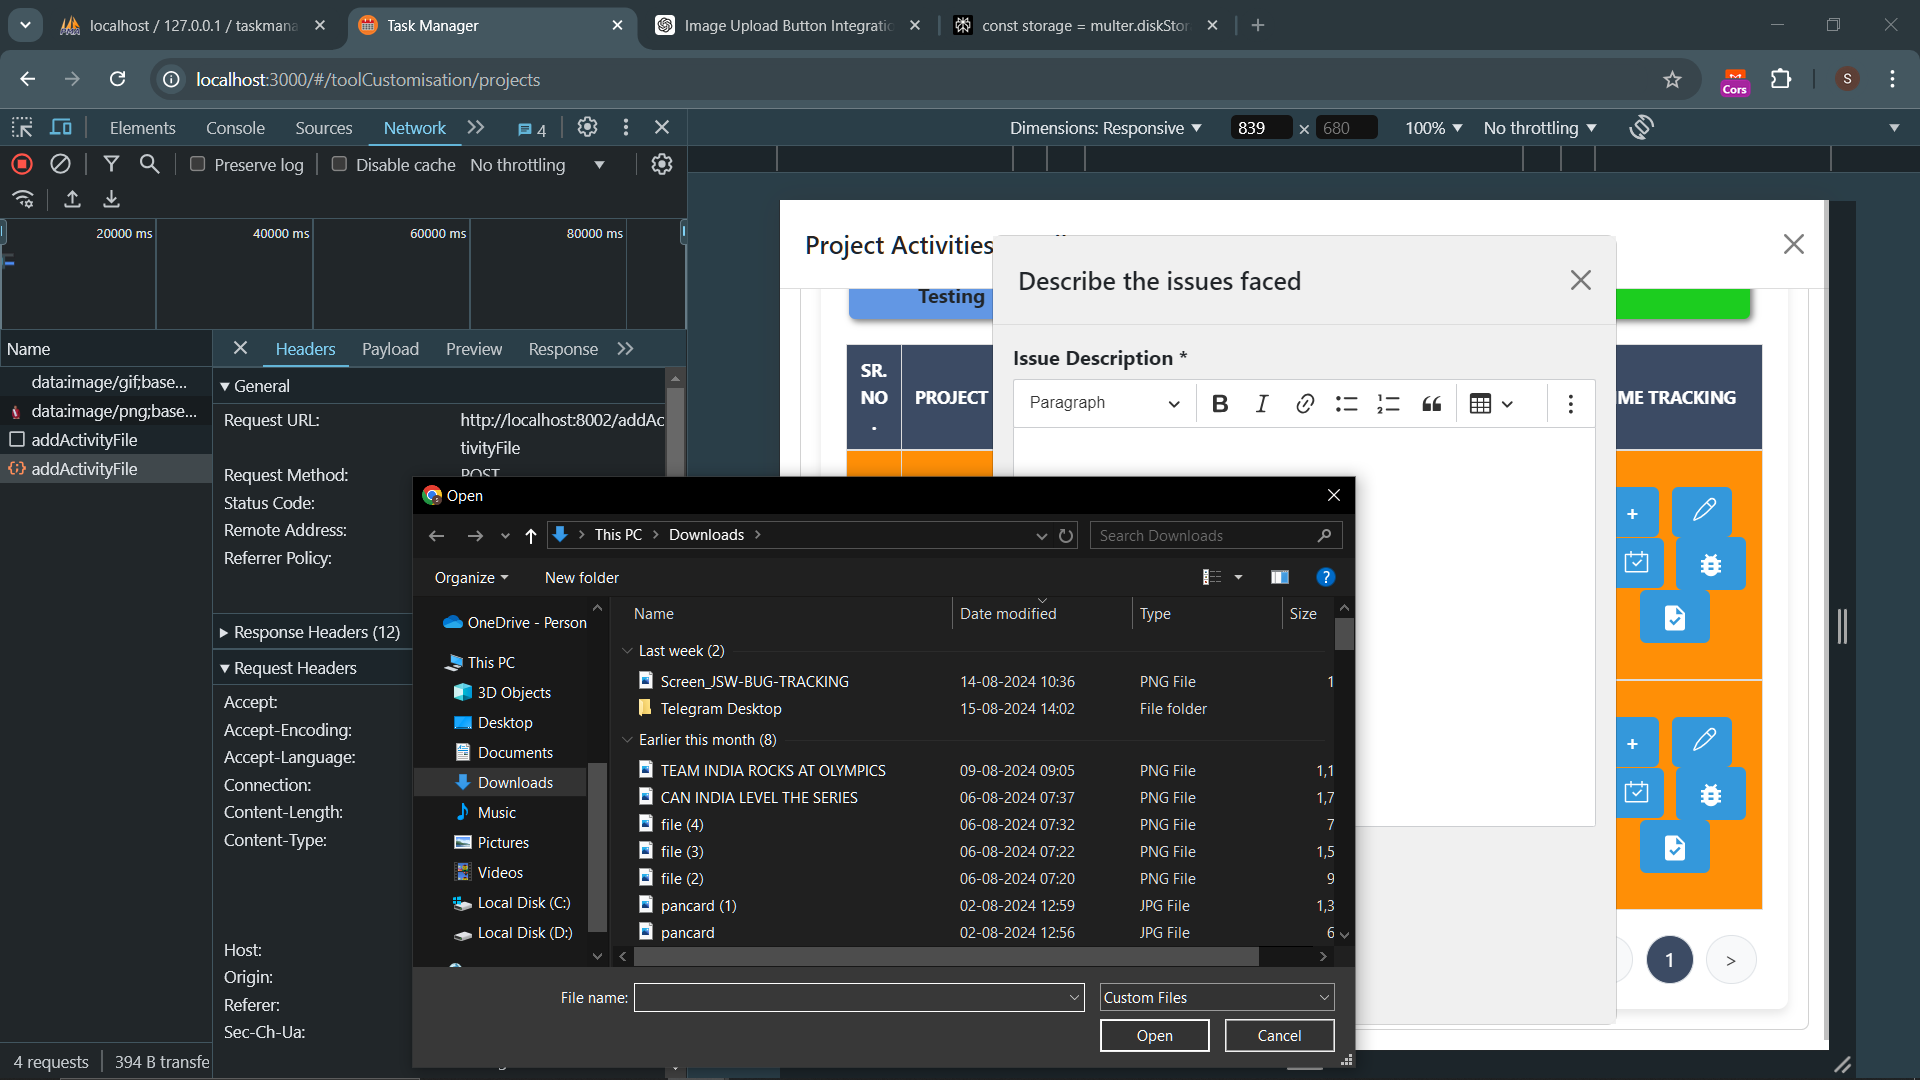 localhost / 127.0.0.1 / taskmana
Task Manager
Image Upload Button Integratio
const storage = multer.diskStor
localhost:3000/#/toolCustomisation/projects
Cors
S
Elements
Console
Sources
Network
4
Dimensions: Responsive
839
×
680
100%
No throttling
Preserve log
Disable cache
No throttling
20000 ms
40000 ms
60000 ms
80000 ms
Name
Headers
Payload
Preview
Response
data:image/gif;base...
data:image/png;base...
addActivityFile
addActivityFile
General
Request URL:
http://localhost:8002/addAc
tivityFile
Request Method:
POST
Status Code:
Remote Address:
Referrer Policy:
Response Headers (12)
Request Headers
Accept:
Accept-Encoding:
Accept-Language:
Connection:
Content-Length:
Content-Type:
Host:
Origin:
Referer:
Sec-Ch-Ua:
4 requests
394 B transfe
Project Activities
Testing
SR.
NO
.
PROJECT
ME TRACKING
+
+
1
>
Describe the issues faced
Issue Description *
Paragraph
B
I
Open
This PC
Downloads
Search Downloads
Organize
New folder
?
OneDrive - Person
This PC
3D Objects
Desktop
Documents
Downloads
Music
Pictures
Videos
Local Disk (C:)
Local Disk (D:)
Name
Date modified
Type
Size
Last week (2)
Screen_JSW-BUG-TRACKING 14-08-2024 10:36 PNG File 1
Telegram Desktop 15-08-2024 14:02 File folder
Earlier this month (8)
TEAM INDIA ROCKS AT OLYMPICS 09-08-2024 09:05 PNG File 1,1
CAN INDIA LEVEL THE SERIES 06-08-2024 07:37 PNG File 1,7
file (4) 06-08-2024 07:32 PNG File 7
file (3) 06-08-2024 07:22 PNG File 1,5
file (2) 06-08-2024 07:20 PNG File 9
pancard (1) 02-08-2024 12:59 JPG File 1,3
pancard 02-08-2024 12:56 JPG File 6
File name:
Custom Files
Open
Cancel